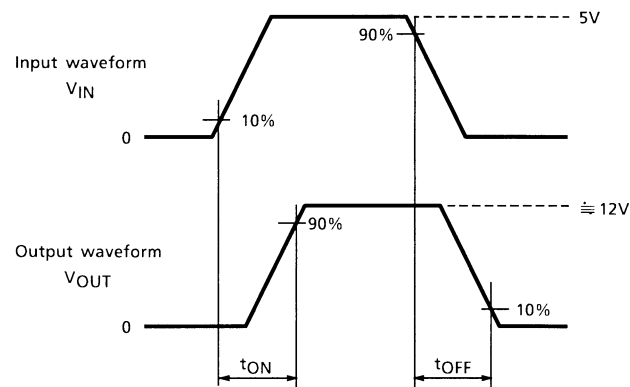 5V
90%
Input waveform
VIN
10%
0
≒ 12V
90%
Output waveform
VOUT
10%
0
tON
tOFF